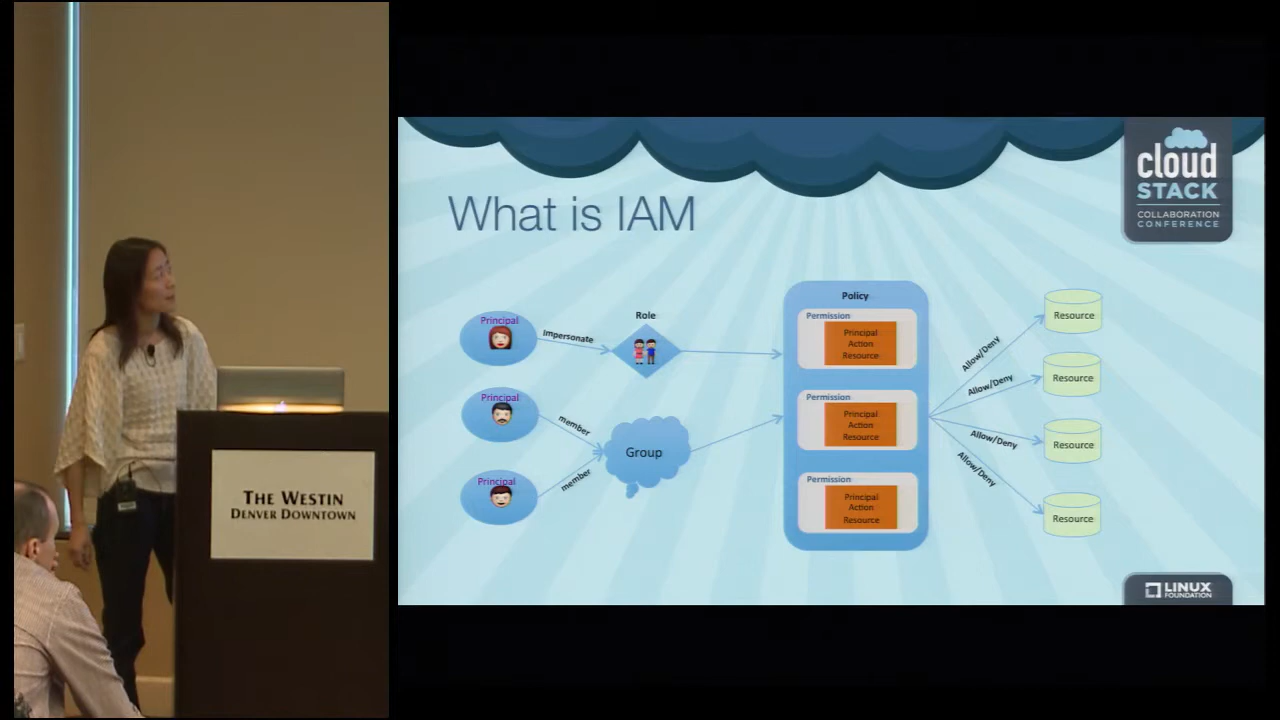 THE WESTIN
DENVER DOWNTOWN
cloud
STACK
COLLABORATION
CONFERENCE
What is IAM
Principal
Impersonate
Role
Principal
member
Group
Principal
member
Policy
Permission
Principal
Action
Resource
Permission
Principal
Action
Resource
Permission
Principal
Action
Resource
Allow/Deny
Allow/Deny
Allow/Deny
Allow/Deny
Resource
Resource
Resource
Resource
LINUX
FOUNDATION